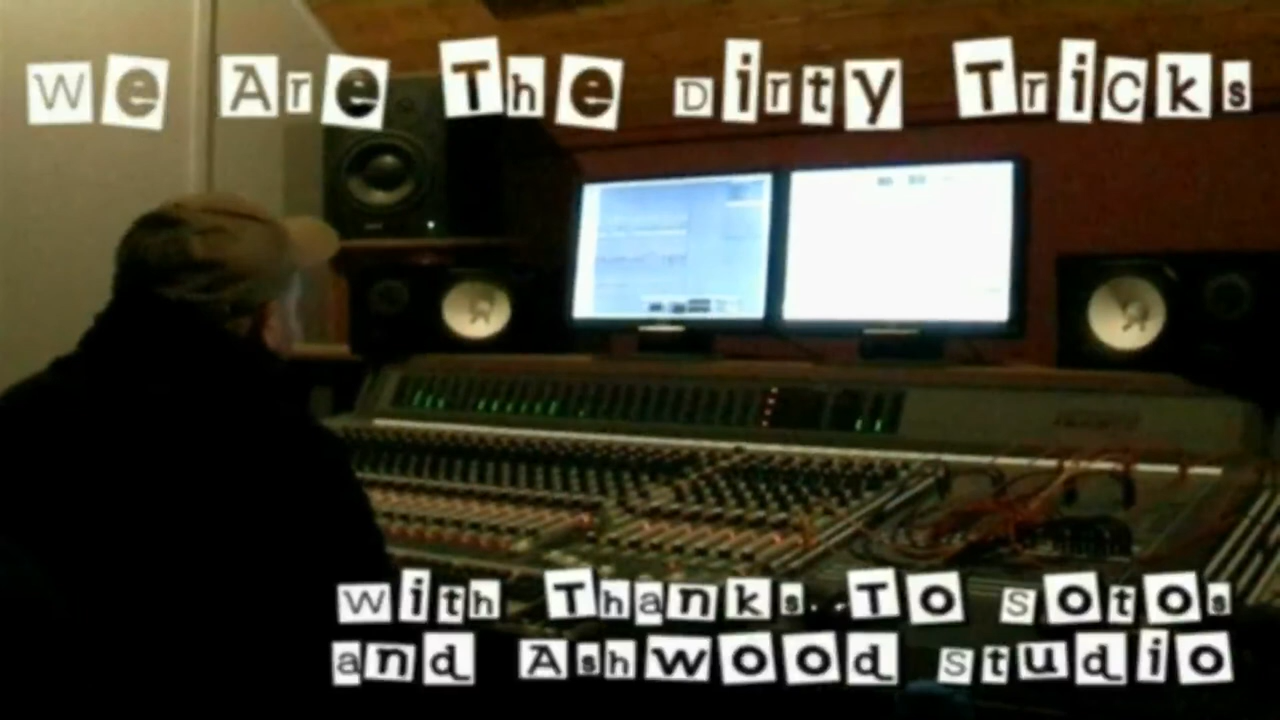 We Are The Dirty Tricks
With Thanks..To Sotos
and Ashwood Studio